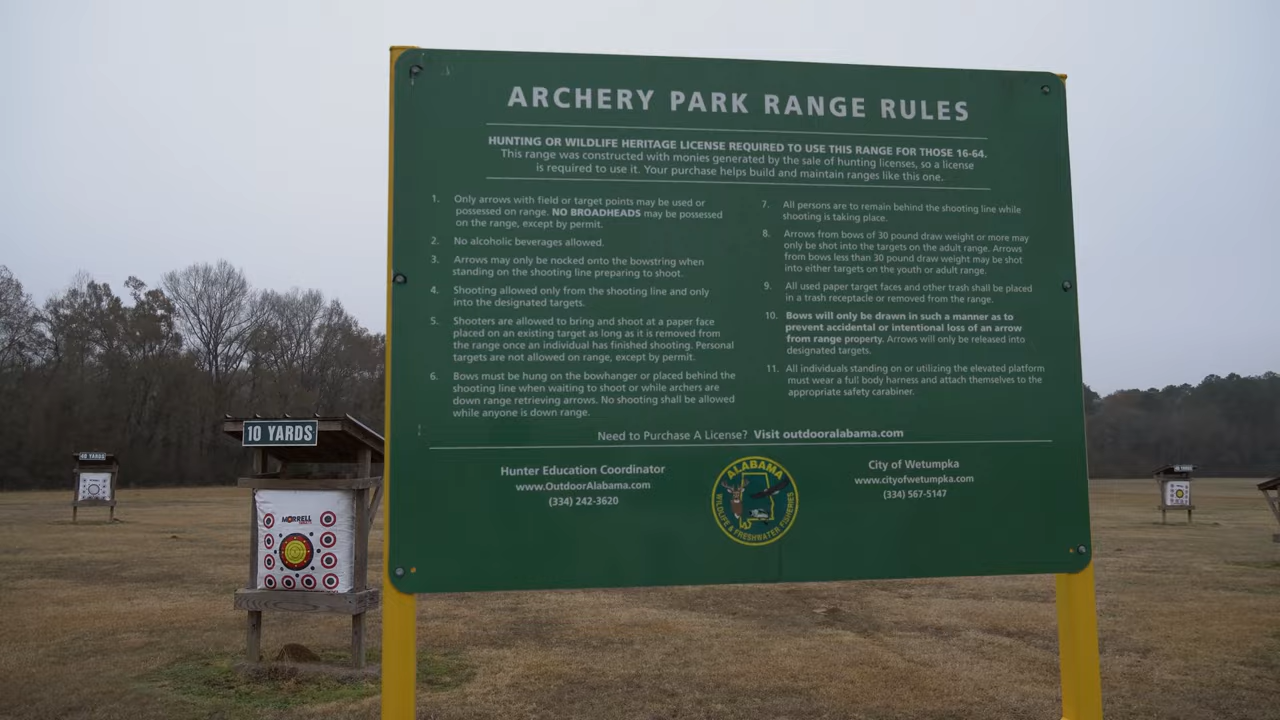 ARCHERY PARK RANGE RULES
HUNTING OR WILDLIFE HERITAGE LICENSE REQUIRED TO USE THIS RANGE FOR THOSE 16-64.
This range was constructed with monies generated by the sale of hunting licenses, so a license
is required to use it. Your purchase helps build and maintain ranges like this one.
1. Only arrows with field or target points may be used or
possessed on range. NO BROADHEADS may be possessed
on the range, except by permit.
2. No alcoholic beverages allowed.
3. Arrows may only be nocked onto the bowstring when
standing on the shooting line preparing to shoot.
4. Shooting allowed only from the shooting line and only
into the designated targets.
5. Shooters are allowed to bring and shoot at a paper face
placed on an existing target as long as it is removed from
the range once an individual has finished shooting. Personal
targets are not allowed on range, except by permit.
6. Bows must be hung on the bowhanger or placed behind the
shooting line when waiting to shoot or while archers are
down range retrieving arrows. No shooting shall be allowed
while anyone is down range.
7. All persons are to remain behind the shooting line while
shooting is taking place.
8. Arrows from bows of 30 pound draw weight or more may
only be shot into the targets on the adult range. Arrows
from bows less than 30 pound draw weight may be shot
into either targets on the youth or adult range.
9. All used paper target faces and other trash shall be placed
in a trash receptacle or removed from the range.
10. Bows will only be drawn in such a manner as to
prevent accidental or intentional loss of an arrow
from range property. Arrows will only be released into
designated targets.
11. All individuals standing on or utilizing the elevated platform
must wear a full body harness and attach themselves to the
appropriate safety carabiner.
Need to Purchase A License? Visit outdooralabama.com
Hunter Education Coordinator
www.OutdoorAlabama.com
(334) 242-3620
ALABAMA
WILDLIFE & FRESHWATER FISHERIES
City of Wetumpka
www.cityofwetumpka.com
(334) 567-5147
10 YARDS
MORRELL
40 YARDS